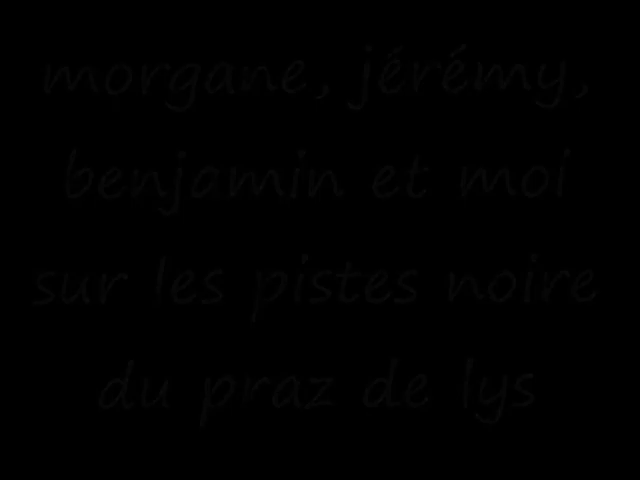 morgane, jérémy,
benjamin et moi
sur les pistes noire
du praz de lys